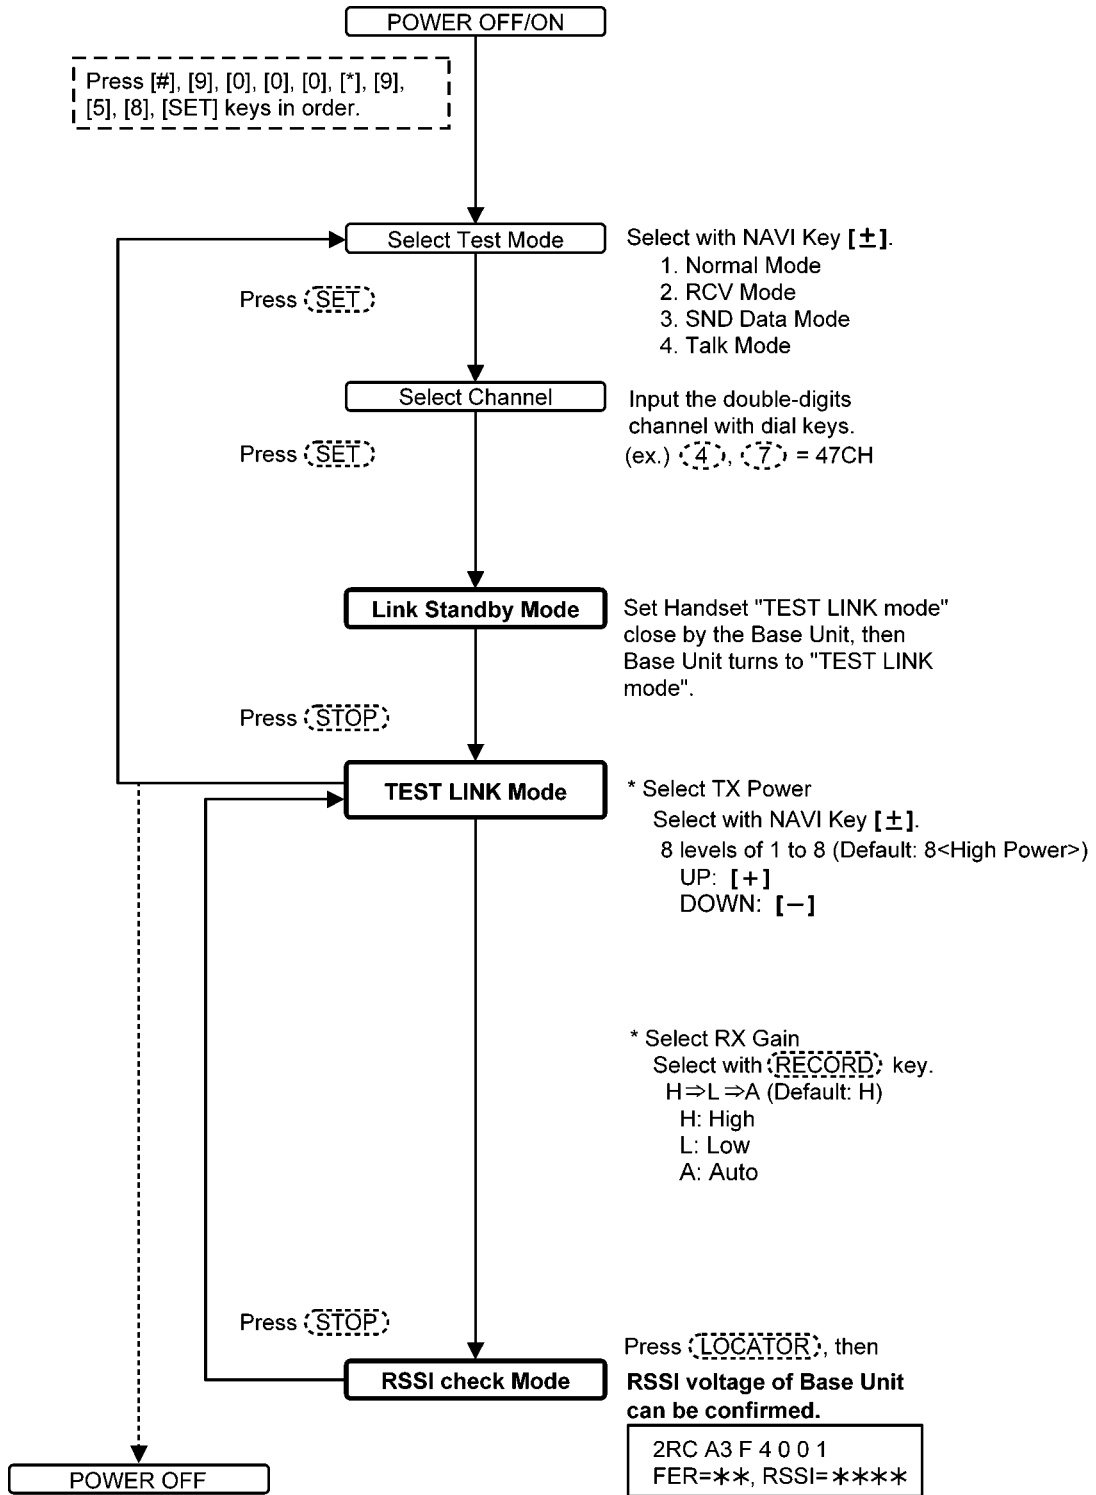 POWER OFF/ON
Press [#], [9], [0], [0], [0], [*], [9],
[5], [8], [SET] keys in order.
Select Test Mode
Select with NAVI Key [±].
1. Normal Mode
2. RCV Mode
3. SND Data Mode
4. Talk Mode
Press (SET)
Select Channel
Input the double-digits
channel with dial keys.
(ex.) (4), (7) = 47CH
Press (SET)
Link Standby Mode
Set Handset "TEST LINK mode"
close by the Base Unit, then
Base Unit turns to "TEST LINK
mode".
Press (STOP)
TEST LINK Mode
* Select TX Power
Select with NAVI Key [±].
8 levels of 1 to 8 (Default: 8<High Power>)
UP: [+]
DOWN: [−]
* Select RX Gain
Select with (RECORD) key.
H⇒L⇒A (Default: H)
H: High
L: Low
A: Auto
Press (STOP)
RSSI check Mode
Press (LOCATOR), then
RSSI voltage of Base Unit
can be confirmed.
2RC A3 F 4 0 0 1
FER=∗∗, RSSI=∗∗∗∗
POWER OFF